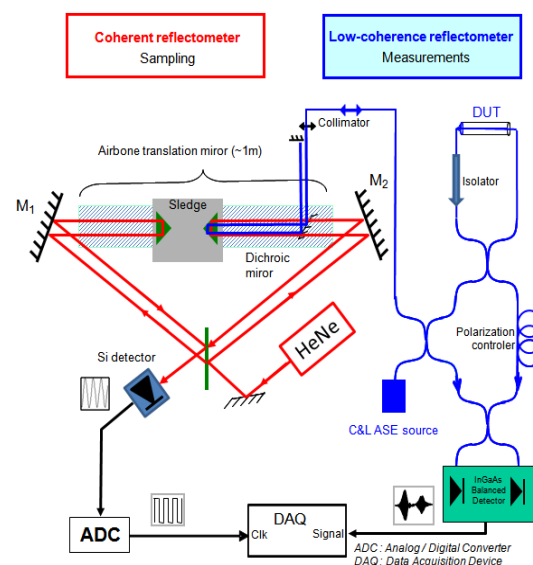 Coherent reflectometer
Sampling
Low-coherence reflectometer
Measurements
DUT
Collimator
Airbone translation miror (~1m)
Isolator
M1
M2
Sledge
Dichroic
miror
Polarization
controler
HeNe
Si detector
C&L ASE source
InGaAs
Balanced
Detector
ADC
DAQ
Clk
Signal
ADC : Analog / Digital Converter
DAQ : Data Acquisition Device